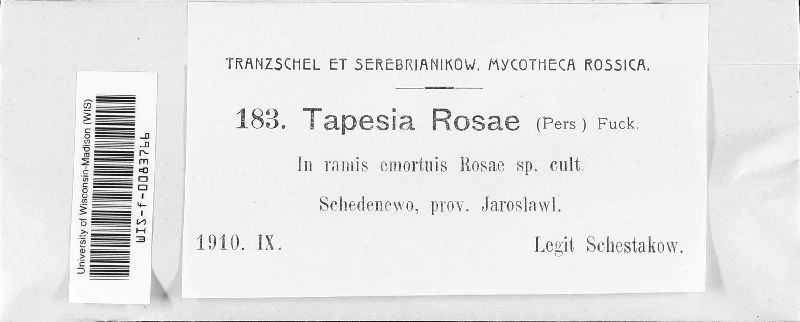 TRANZSCHEL ET SEREBRIANIKOW. MYCOTHECA ROSSICA.
183. Tapesia Rosae (Pers) Fuck.
In ramis emortuis Rosae sp. cult.
Schedenewo, prov. Jaroslawl.
1910. IX. Legit Schestakow.
University of Wisconsin-Madison (WIS)
WIS-f-0083766